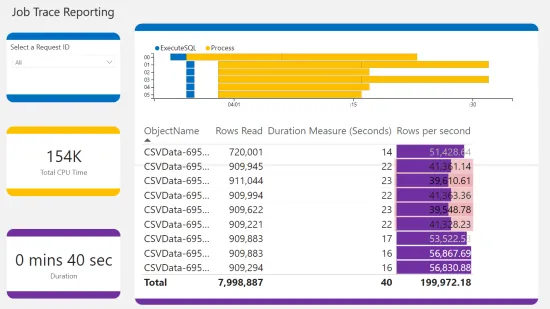 Job Trace Reporting
Select a Request ID
All
154K
Total CPU Time
0 mins 40 sec
Duration
ExecuteSQL Process
00
01
02
03
04
05
04:01 :15 :30
ObjectName Rows Read Duration Measure (Seconds) Rows per second
CSVData-695... 720,001 14 51,428.64
CSVData-695... 909,945 22 41,361.14
CSVData-695... 911,044 23 39,610.61
CSVData-695... 909,994 22 41,363.36
CSVData-695... 909,622 23 39,548.78
CSVData-695... 909,221 22 41,328.23
CSVData-695... 909,883 17 53,522.53
CSVData-695... 909,883 16 56,867.69
CSVData-695... 909,294 16 56,830.88
Total 7,998,887 40 199,972.18